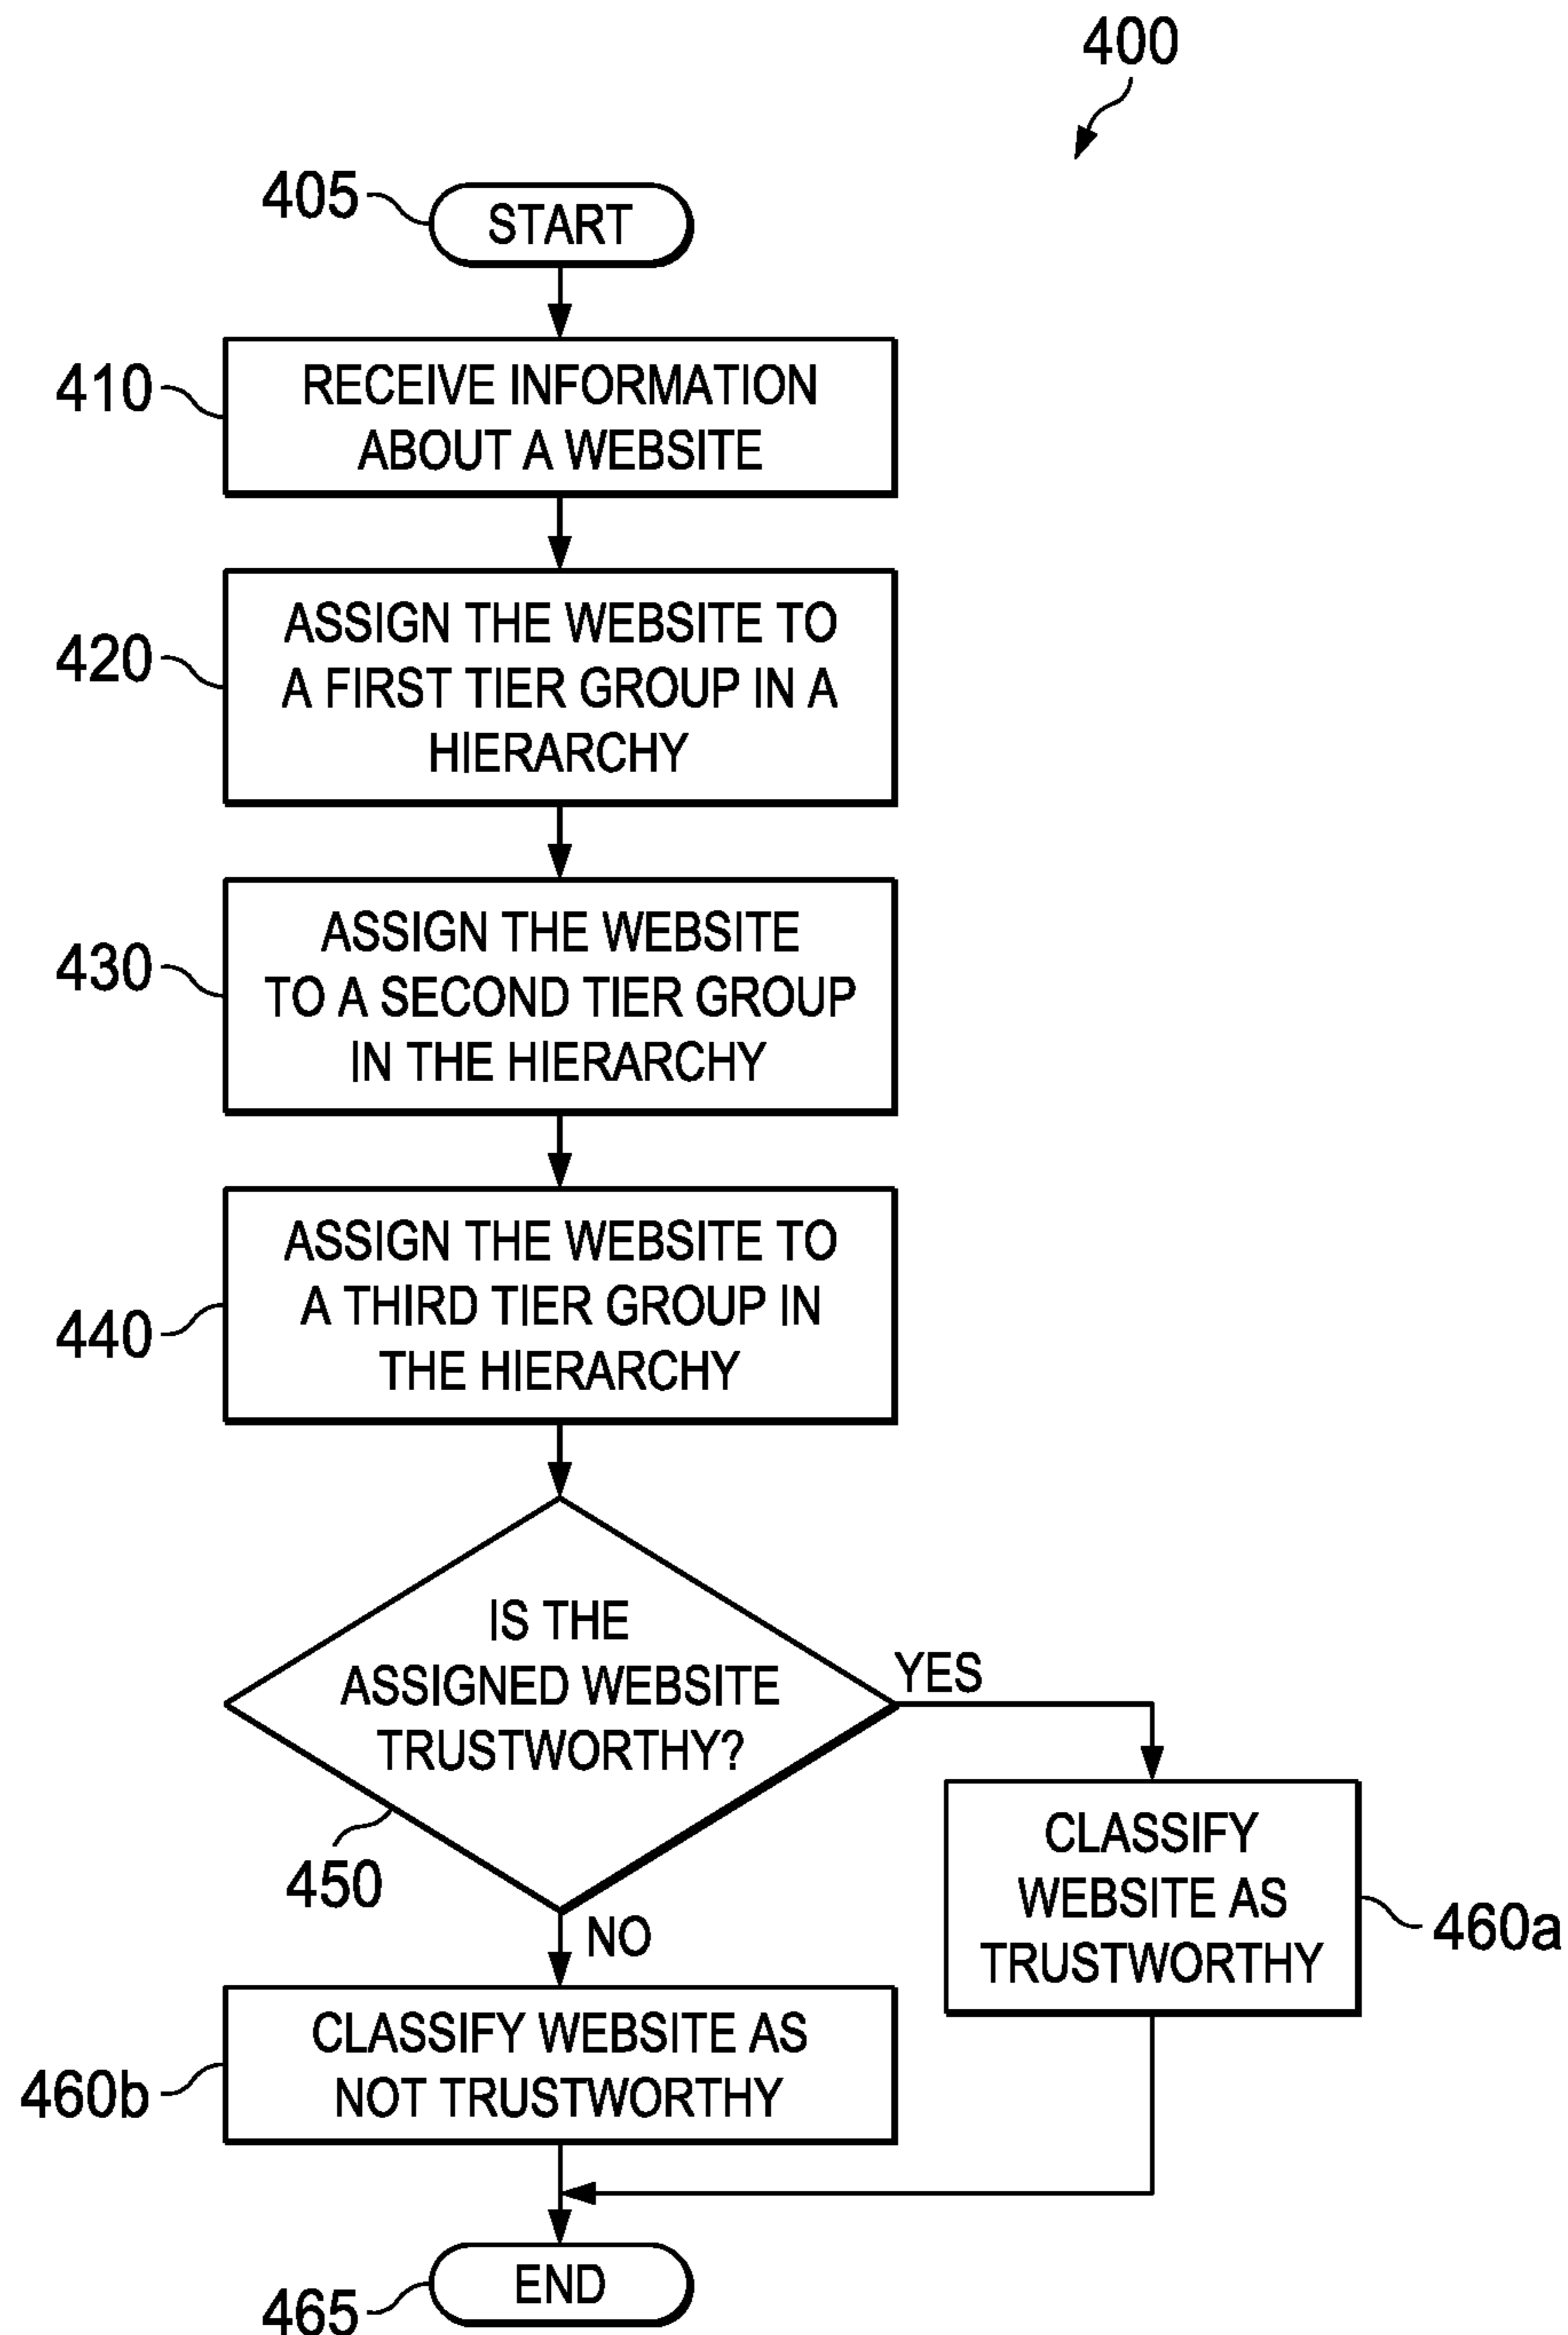 400
405
START
410
RECEIVE INFORMATION
ABOUT A WEBSITE
420
ASSIGN THE WEBSITE TO
A FIRST TIER GROUP IN A
HIERARCHY
430
ASSIGN THE WEBSITE
TO A SECOND TIER GROUP
IN THE HIERARCHY
440
ASSIGN THE WEBSITE TO
A THIRD TIER GROUP IN
THE HIERARCHY
IS THE
ASSIGNED WEBSITE
TRUSTWORTHY?
450
YES
CLASSIFY
WEBSITE AS
TRUSTWORTHY
460a
NO
CLASSIFY WEBSITE AS
NOT TRUSTWORTHY
460b
END
465